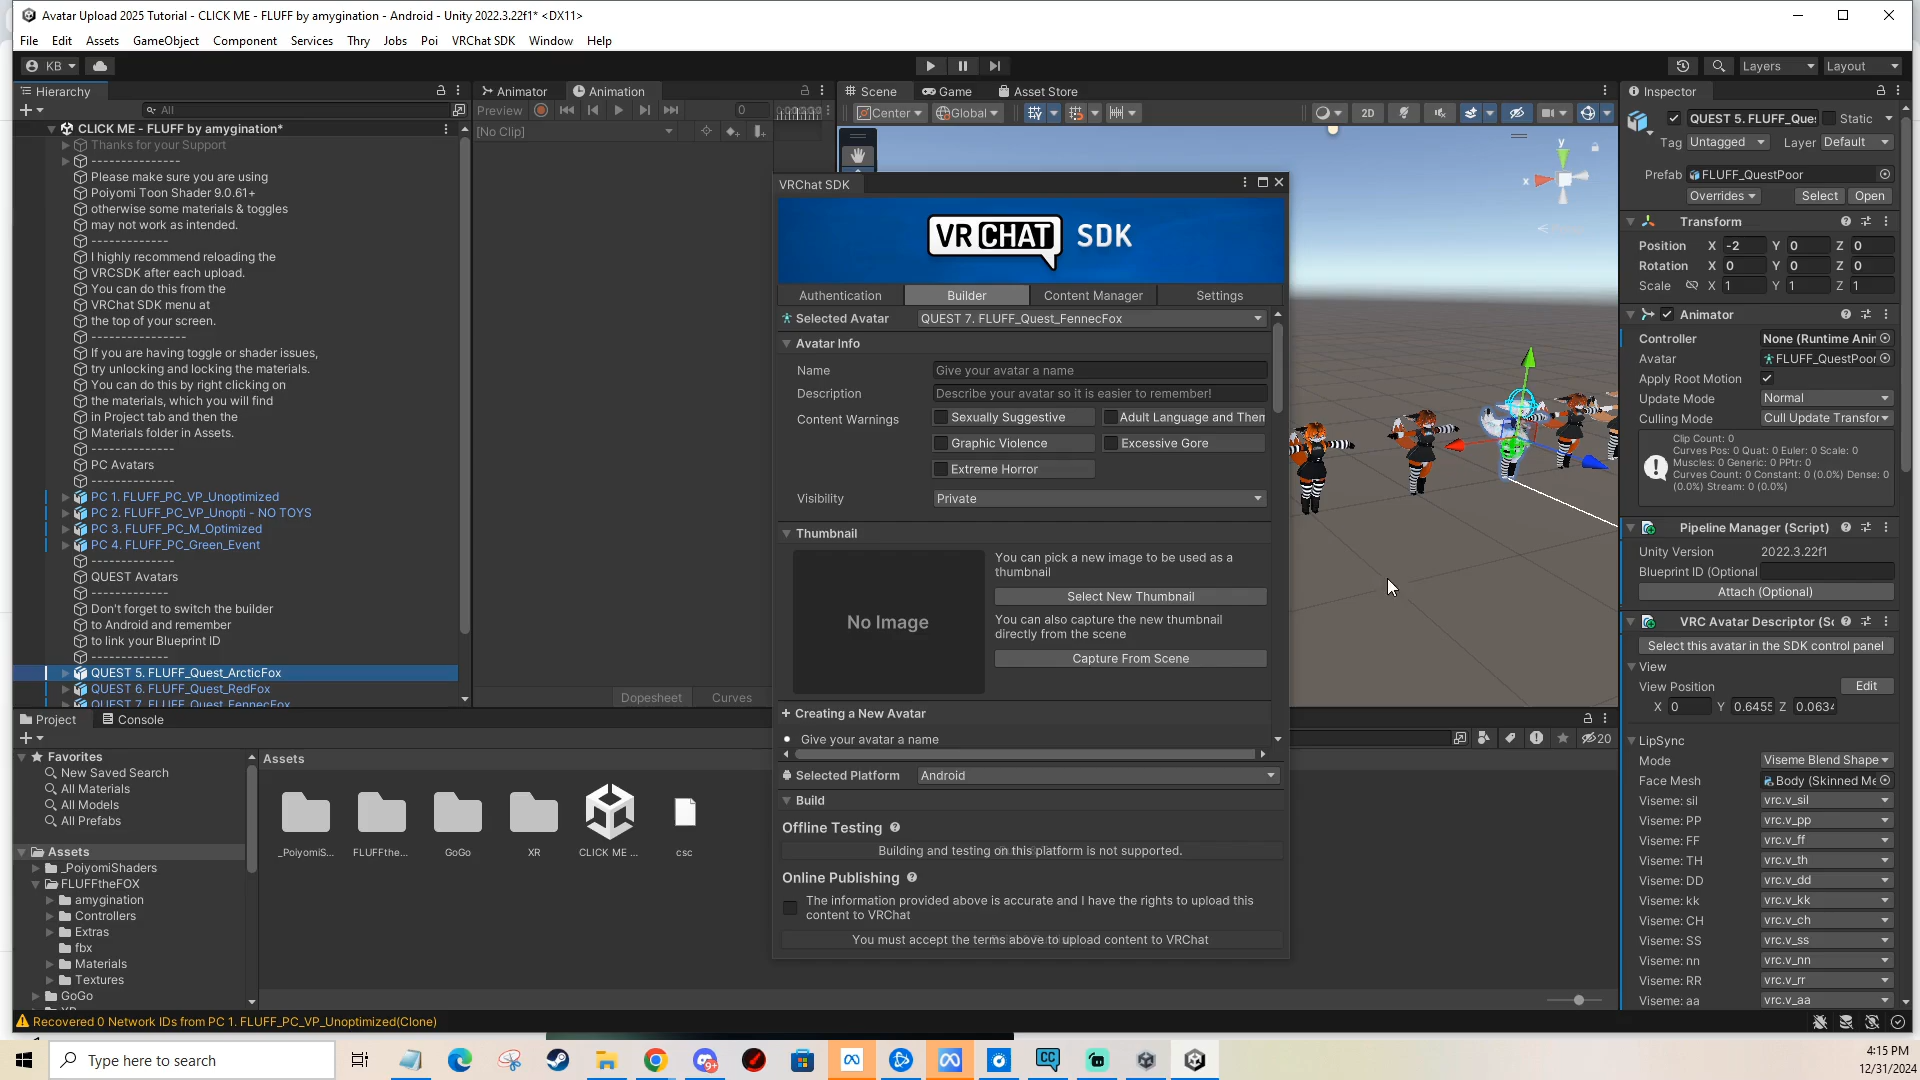 Avatar Upload 2025 Tutorial - CLICK ME - FLUFF by amygination - Android - Unity 2022.3.22f1* <DX11>
File Edit Assets GameObject Component Services Thry Jobs Poi VRChat SDK Window Help
KB
Layers Layout
Hierarchy
All
CLICK ME - FLUFF by amygination*
Thanks for your Support
---------------
Please make sure you are using
Poiyomi Toon Shader 9.0.61+
otherwise some materials & toggles
may not work as intended.
-------------
I highly recommend reloading the
VRCSDK after each upload.
You can do this from the
VRChat SDK menu at
the top of your screen.
----------------
If you are having toggle or shader issues,
try unlocking and locking the materials.
You can do this by right clicking on
the materials, which you will find
in Project tab and then the
Materials folder in Assets.
--------------
PC Avatars
--------------
PC 1. FLUFF_PC_VP_Unoptimized
PC 2. FLUFF_PC_VP_Unopti - NO TOYS
PC 3. FLUFF_PC_M_Optimized
PC 4. FLUFF_PC_Green_Event
--------------
QUEST Avatars
-------------
Don't forget to switch the builder
to Android and remember
to link your Blueprint ID
-------------
QUEST 5. FLUFF_Quest_ArcticFox
QUEST 6. FLUFF_Quest_RedFox
QUEST 7. FLUFF_Quest_FennecFox
Animator Animation
Preview 0
[No Clip]
Dopesheet Curves
Scene Game Asset Store
Center Global 2D
y
x
VRChat SDK
VR CHAT SDK
Authentication Builder Content Manager Settings
Selected Avatar QUEST 7. FLUFF_Quest_FennecFox
Avatar Info
Name Give your avatar a name
Description Describe your avatar so it is easier to remember!
Content Warnings Sexually Suggestive Adult Language and Then
Graphic Violence Excessive Gore
Extreme Horror
Visibility Private
Thumbnail
No Image
You can pick a new image to be used as a
thumbnail
Select New Thumbnail
You can also capture the new thumbnail
directly from the scene
Capture From Scene
Creating a New Avatar
Give your avatar a name
Selected Platform Android
Build
Offline Testing
Building and testing on this platform is not supported.
Online Publishing
The information provided above is accurate and I have the rights to upload this
content to VRChat
You must accept the terms above to upload content to VRChat
Inspector
QUEST 5. FLUFF_Ques Static
Tag Untagged Layer Default
Prefab FLUFF_QuestPoor
Overrides Select Open
Transform
Position X -2 Y 0 Z 0
Rotation X 0 Y 0 Z 0
Scale X 1 Y 1 Z 1
Animator
Controller None (Runtime Anir
Avatar FLUFF_QuestPoor
Apply Root Motion
Update Mode Normal
Culling Mode Cull Update Transfor
Clip Count: 0
Curves Pos: 0 Quat: 0 Euler: 0 Scale: 0
Muscles: 0 Generic: 0 PPtr: 0
Curves Count: 0 Constant: 0 (0.0%) Dense: 0
(0.0%) Stream: 0 (0.0%)
Pipeline Manager (Script)
Unity Version 2022.3.22f1
Blueprint ID (Optional
Attach (Optional)
VRC Avatar Descriptor (Sc
Select this avatar in the SDK control panel
View
View Position Edit
X 0 Y 0.6455 Z 0.0634
LipSync
Mode Viseme Blend Shape
Face Mesh Body (Skinned Me
Viseme: sil vrc.v_sil
Viseme: PP vrc.v_pp
Viseme: FF vrc.v_ff
Viseme: TH vrc.v_th
Viseme: DD vrc.v_dd
Viseme: kk vrc.v_kk
Viseme: CH vrc.v_ch
Viseme: SS vrc.v_ss
Viseme: nn vrc.v_nn
Viseme: RR vrc.v_rr
Viseme: aa vrc.v_aa
Project Console
20
Favorites
New Saved Search
All Materials
All Models
All Prefabs
Assets
_PoiyomiShaders
FLUFFtheFOX
amygination
Controllers
Extras
fbx
Materials
Textures
GoGo
Assets
_PoiyomiS... FLUFFthe... GoGo XR CLICK ME ... csc
Recovered 0 Network IDs from PC 1. FLUFF_PC_VP_Unoptimized(Clone)
Type here to search
9+
CC
4:15 PM
12/31/2024